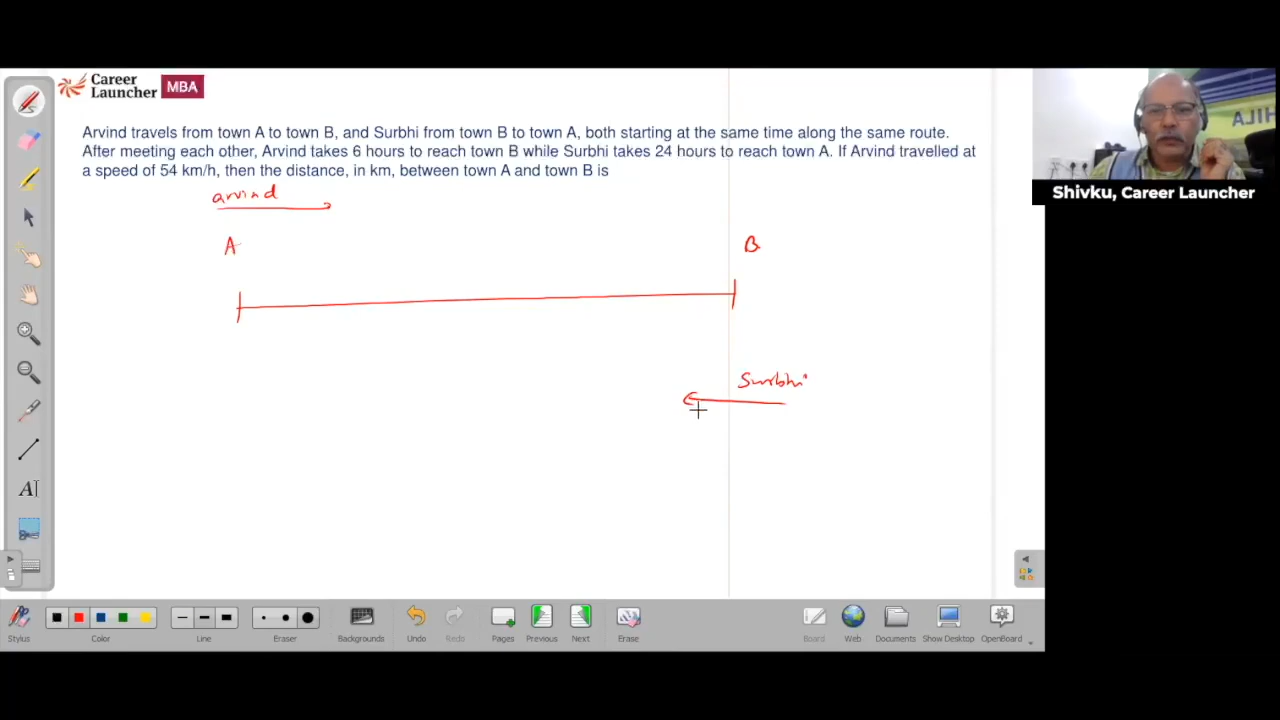 Career
Launcher MBA
Arvind travels from town A to town B, and Surbhi from town B to town A, both starting at the same time along the same route.
After meeting each other, Arvind takes 6 hours to reach town B while Surbhi takes 24 hours to reach town A. If Arvind travelled at
a speed of 54 km/h, then the distance, in km, between town A and town B is
arvind
A
B
Surbhi
Shivku, Career Launcher
Stylus
Color
Line
Eraser
Backgrounds
Undo
Redo
Pages
Previous
Next
Erase
Board
Web
Documents
Show Desktop
OpenBoard